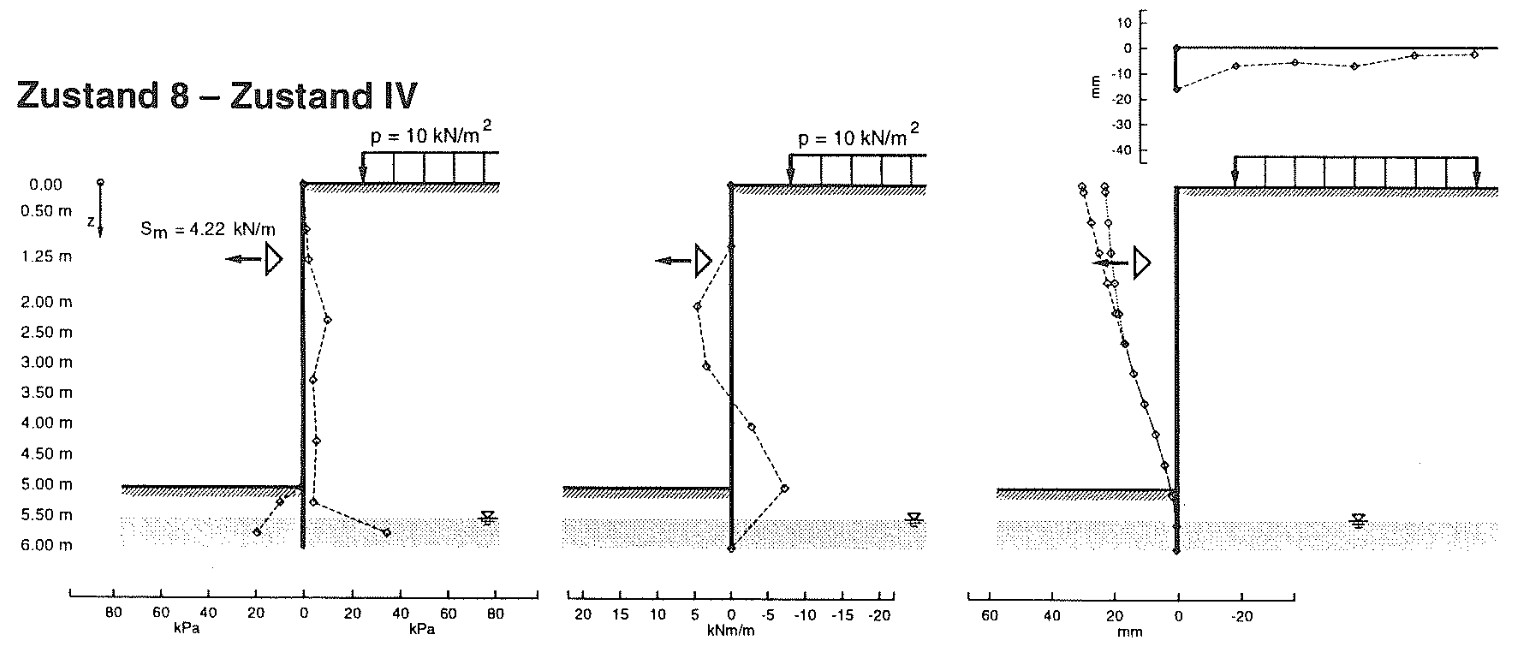 Zustand 8 – Zustand IV
p = 10 kN/m2
p = 10 kN/m2
10
0
-10
-20
-30
-40
mm
0.00
0.50 m
z
Sm = 4.22 kN/m
1.25 m
2.00 m
2.50 m
3.00 m
3.50 m
4.00 m
4.50 m
5.00 m
5.50 m
6.00 m
80 60 40 20 0 20 40 60 80
kPa kPa
20 15 10 5 0 -5 -10 -15 -20
kNm/m
60 40 20 0 -20
mm